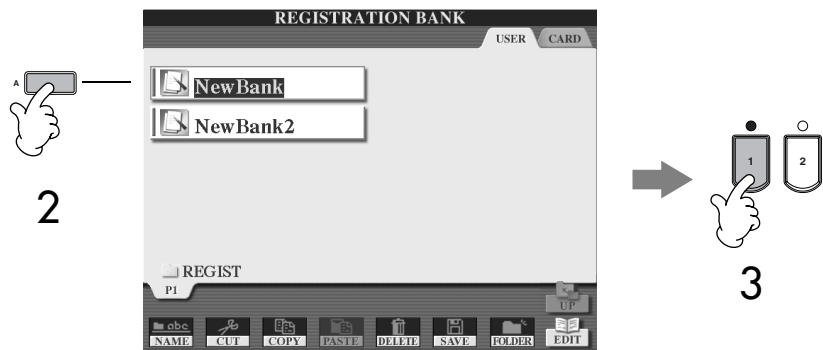 REGISTRATION BANK
USER CARD
A
NewBank
NewBank2
1 2
2
3
REGIST
P1
UP
abc
NAME CUT COPY PASTE DELETE SAVE FOLDER EDIT